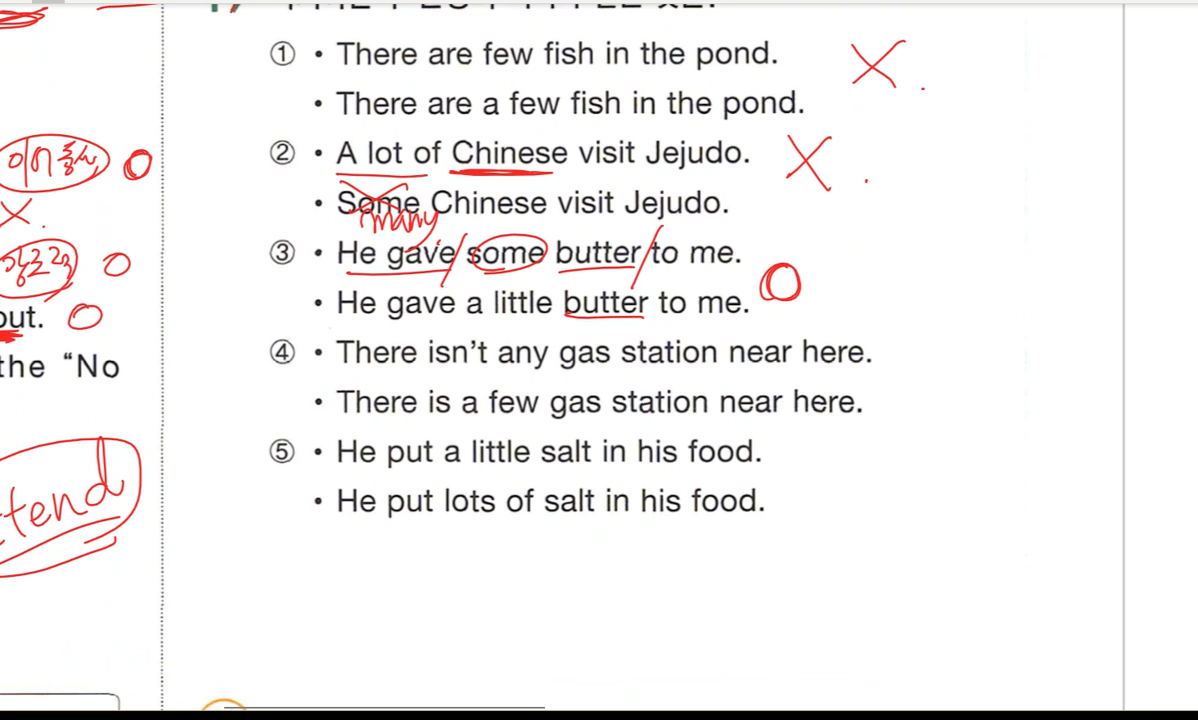 ① • There are few fish in the pond. X.
• There are a few fish in the pond.
② • A lot of Chinese visit Jejudo. X.
• Some Chinese visit Jejudo.
many
③ • He gave some butter to me.
• He gave a little butter to me. O
④ • There isn't any gas station near here.
• There is a few gas station near here.
⑤ • He put a little salt in his food.
• He put lots of salt in his food.
O
X.
O
out. O
the “No
tend